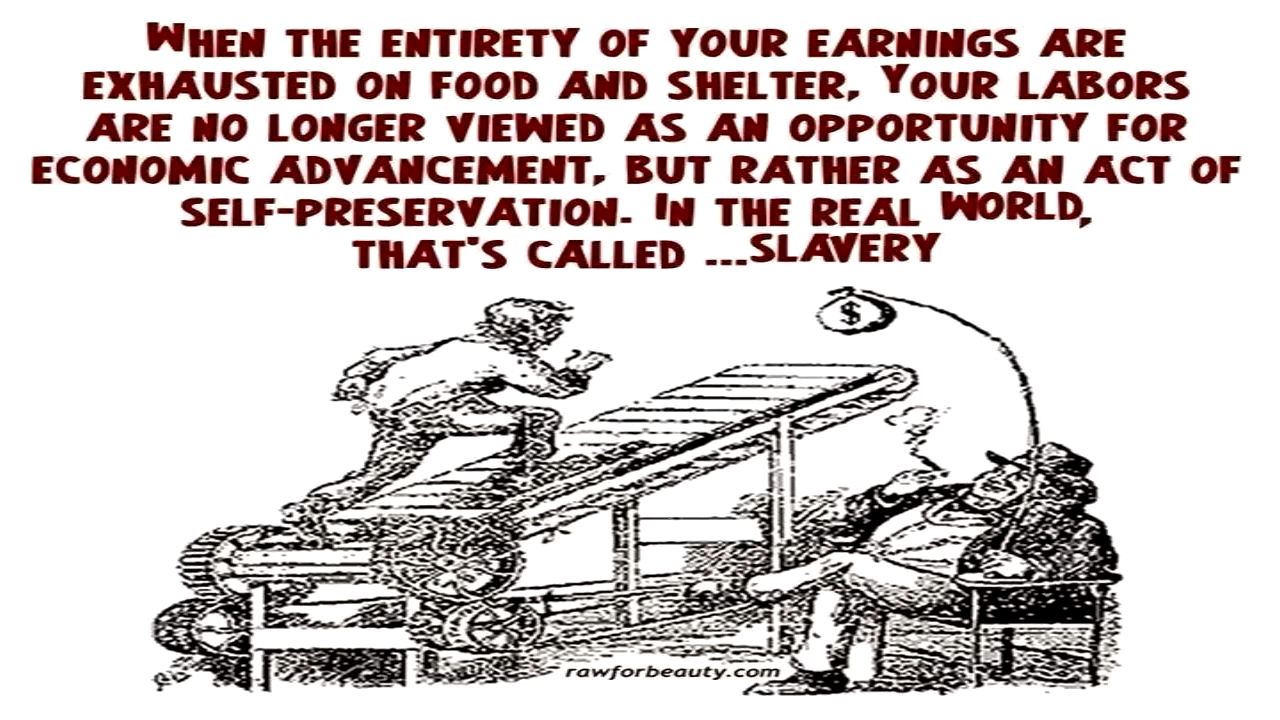 WHEN THE ENTIRETY OF YOUR EARNINGS ARE
EXHAUSTED ON FOOD AND SHELTER, YOUR LABORS
ARE NO LONGER VIEWED AS AN OPPORTUNITY FOR
ECONOMIC ADVANCEMENT, BUT RATHER AS AN ACT OF
SELF-PRESERVATION. IN THE REAL WORLD,
THAT'S CALLED ...SLAVERY
$
rawforbeauty.com